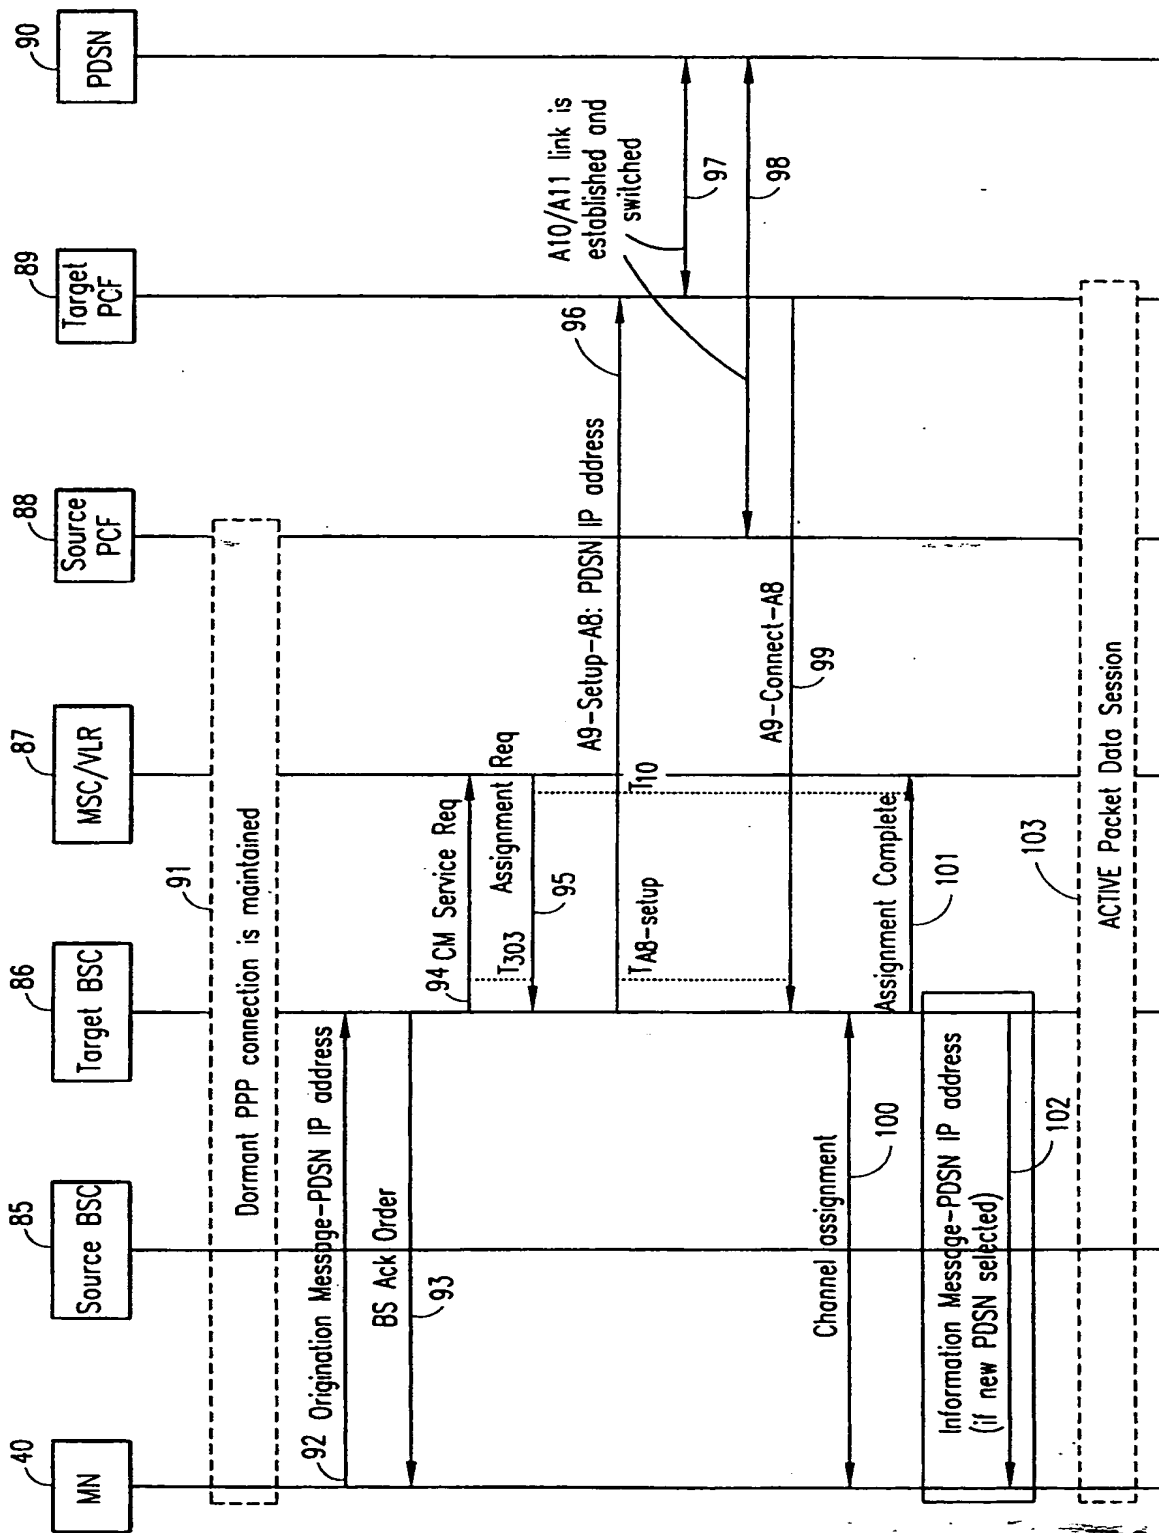 40
MN
85
Source BSC
86
Target BSC
87
MSC/VLR
88
Source
PCF
89
Target
PCF
90
PDSN
Dormant PPP connection is maintained
91
92 Origination Message-PDSN IP address
BS Ack Order
93
94 CM Service Req
T303
Assignment Req
95
A9-Setup-A8: PDSN IP address
96
TA8-setup
T10
A10/A11 link is
established and
switched
97
98
A9-Connect-A8
99
Channel assignment
100
Assignment Complete
101
Information Message-PDSN IP address
(if new PDSN selected)
102
103
ACTIVE Packet Data Session